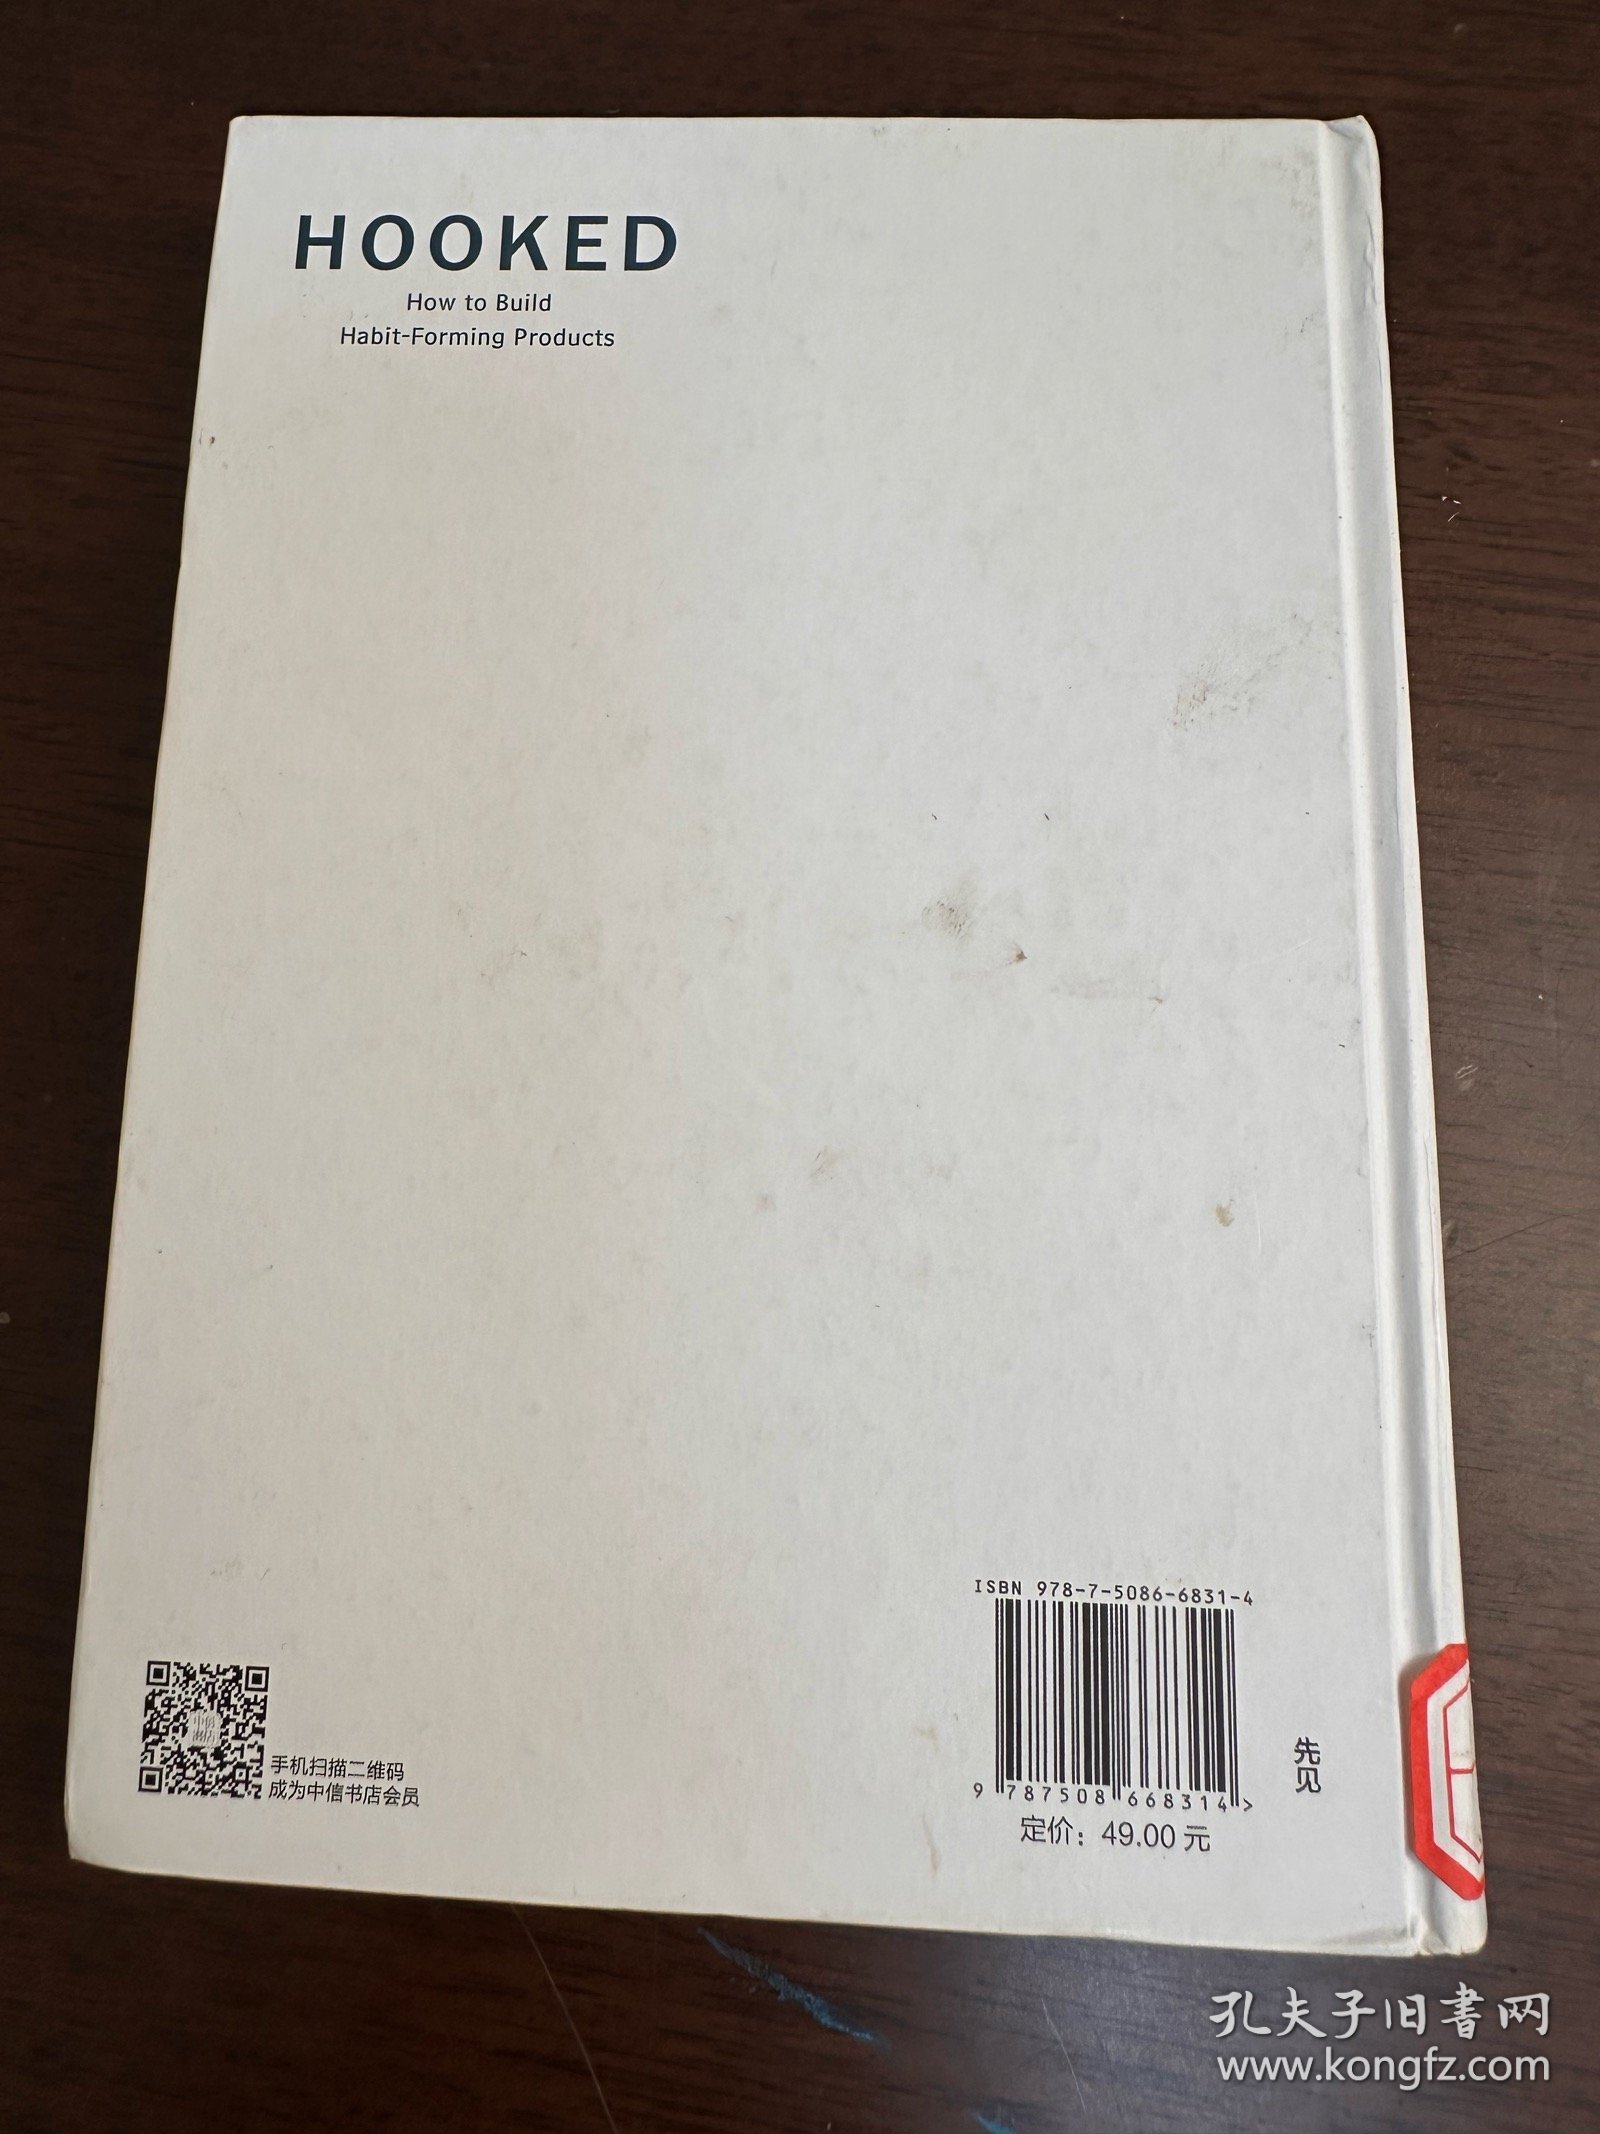 HOOKED
How to Build
Habit-Forming Products
ISBN 978-7-5086-6831-4
9 787508 668314 >
定价：49.00 元
先见
手机扫描二维码
成为中信书店会员
孔夫子旧书网
www.kongfz.com